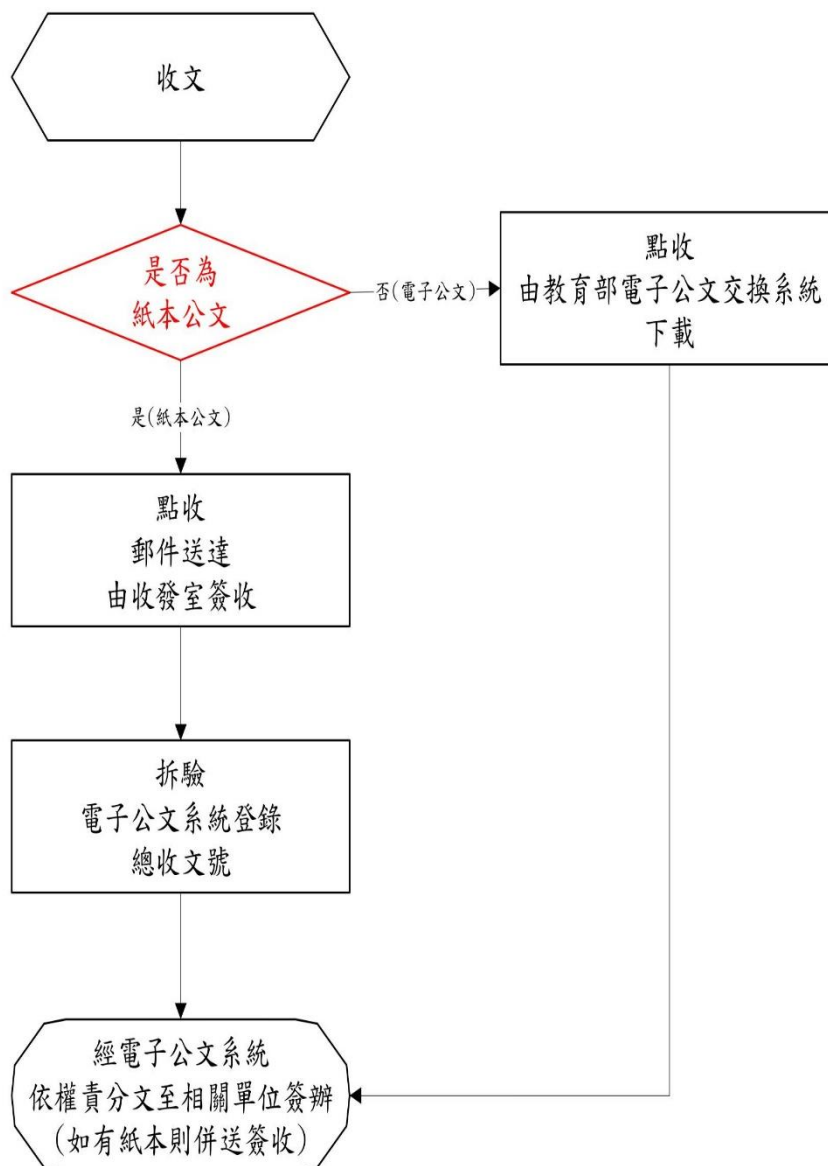 收文
是否為
紙本公文
否(電子公文)
點收
由教育部電子公文交換系統
下載
是(紙本公文)
點收
郵件送達
由收發室簽收
拆驗
電子公文系統登錄
總收文號
經電子公文系統
依權責分文至相關單位簽辦
(如有紙本則併送簽收)